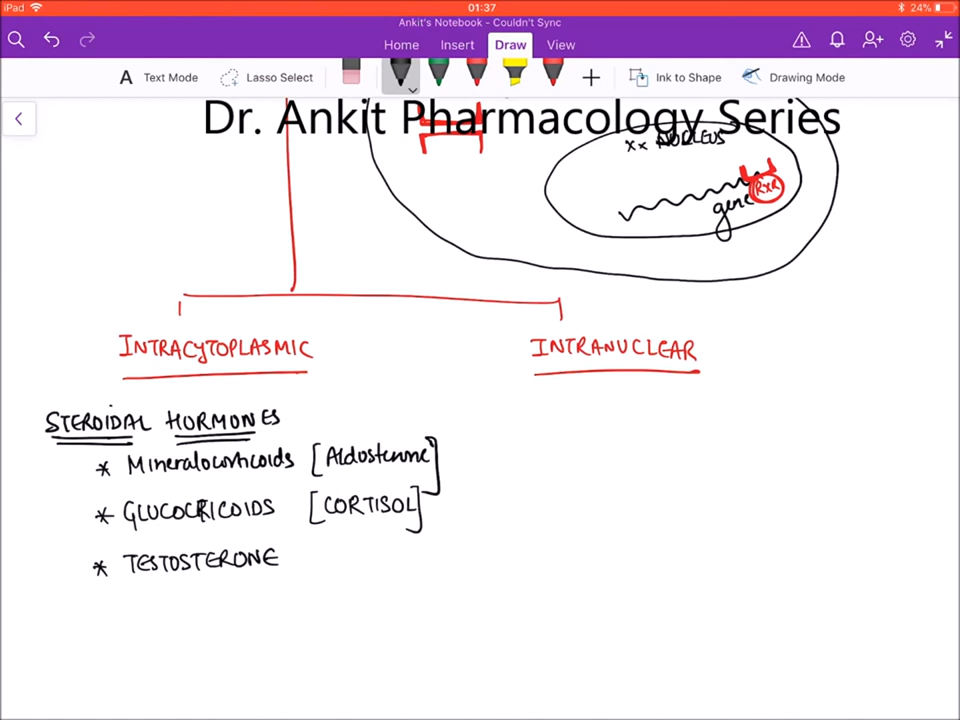 iPad 01:37 24%
Ankit's Notebook - Couldn't Sync
Home Insert Draw View
A Text Mode Lasso Select Ink to Shape Drawing Mode
Dr. Ankit Pharmacology Series
xx NUCLEUS
RXR
gene
INTRACYTOPLASMIC INTRANUCLEAR
STEROIDAL HORMONES
* Mineralocorticoids [Aldosterone]
* GLUCOCRICOIDS [CORTISOL]
* TESTOSTERONE